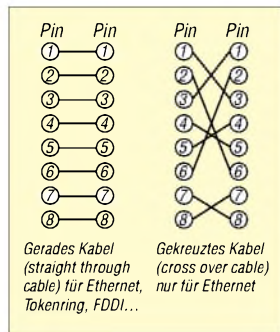 Pin Pin Pin Pin
1 1 1 1
2 2 2 2
3 3 3 3
4 4 4 4
5 5 5 5
6 6 6 6
7 7 7 7
8 8 8 8
Gerades Kabel
(straight through
cable) für Ethernet,
Tokenring, FDDI...
Gekreuztes Kabel
(cross over cable)
nur für Ethernet